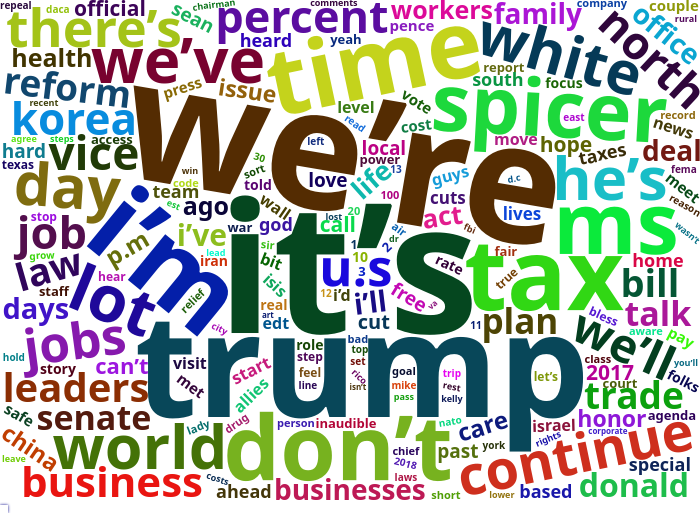 repeal
daca
official
chairman
comments
company
couple
rural
there's
sean
percent
workers
family
office
pence
heard
yeah
health
we've
time
white
north
reform
press
issue
level
vote
report
south
focus
record
news
recent
korea
cost
spicer
east
agree
steps
access
read
left
local
power
move
hope
taxes
deal
fema
hard
vice
texas
we're
30
sort
told
love
13
life
100
guys
cuts
d.c
he's
meet
reason
win
code
team
day
est
ago
wall
god
war
lost
20
call
act
lives
ms
wasn't
stop
job
i'm
i've
sir
air
dr
fbi
fair
home
grow
p.m
lead
iran
bit
isis
it's
1
2
10
3
u.s
rate
true
tax
bill
law
hear
staff
lot
relief
real
12
i'd
i'll
free
va
days
city
art
edt
cut
11
plan
we'll
bless
talk
aware
pay
jobs
can't
visit
role
step
bad
top
hold
story
met
start
feel
line
set
rico
isn't
goal
mike
pass
trip
rest
kelly
let's
class
2017
court
you'll
folks
trump
leaders
allies
trade
safe
senate
lady
drug
person
inaudible
care
israel
honor
agenda
rights
corporate
china
world
don't
chief
2018
nato
past
york
continue
leave
laws
special
business
costs
ahead
businesses
short
lower
based
donald